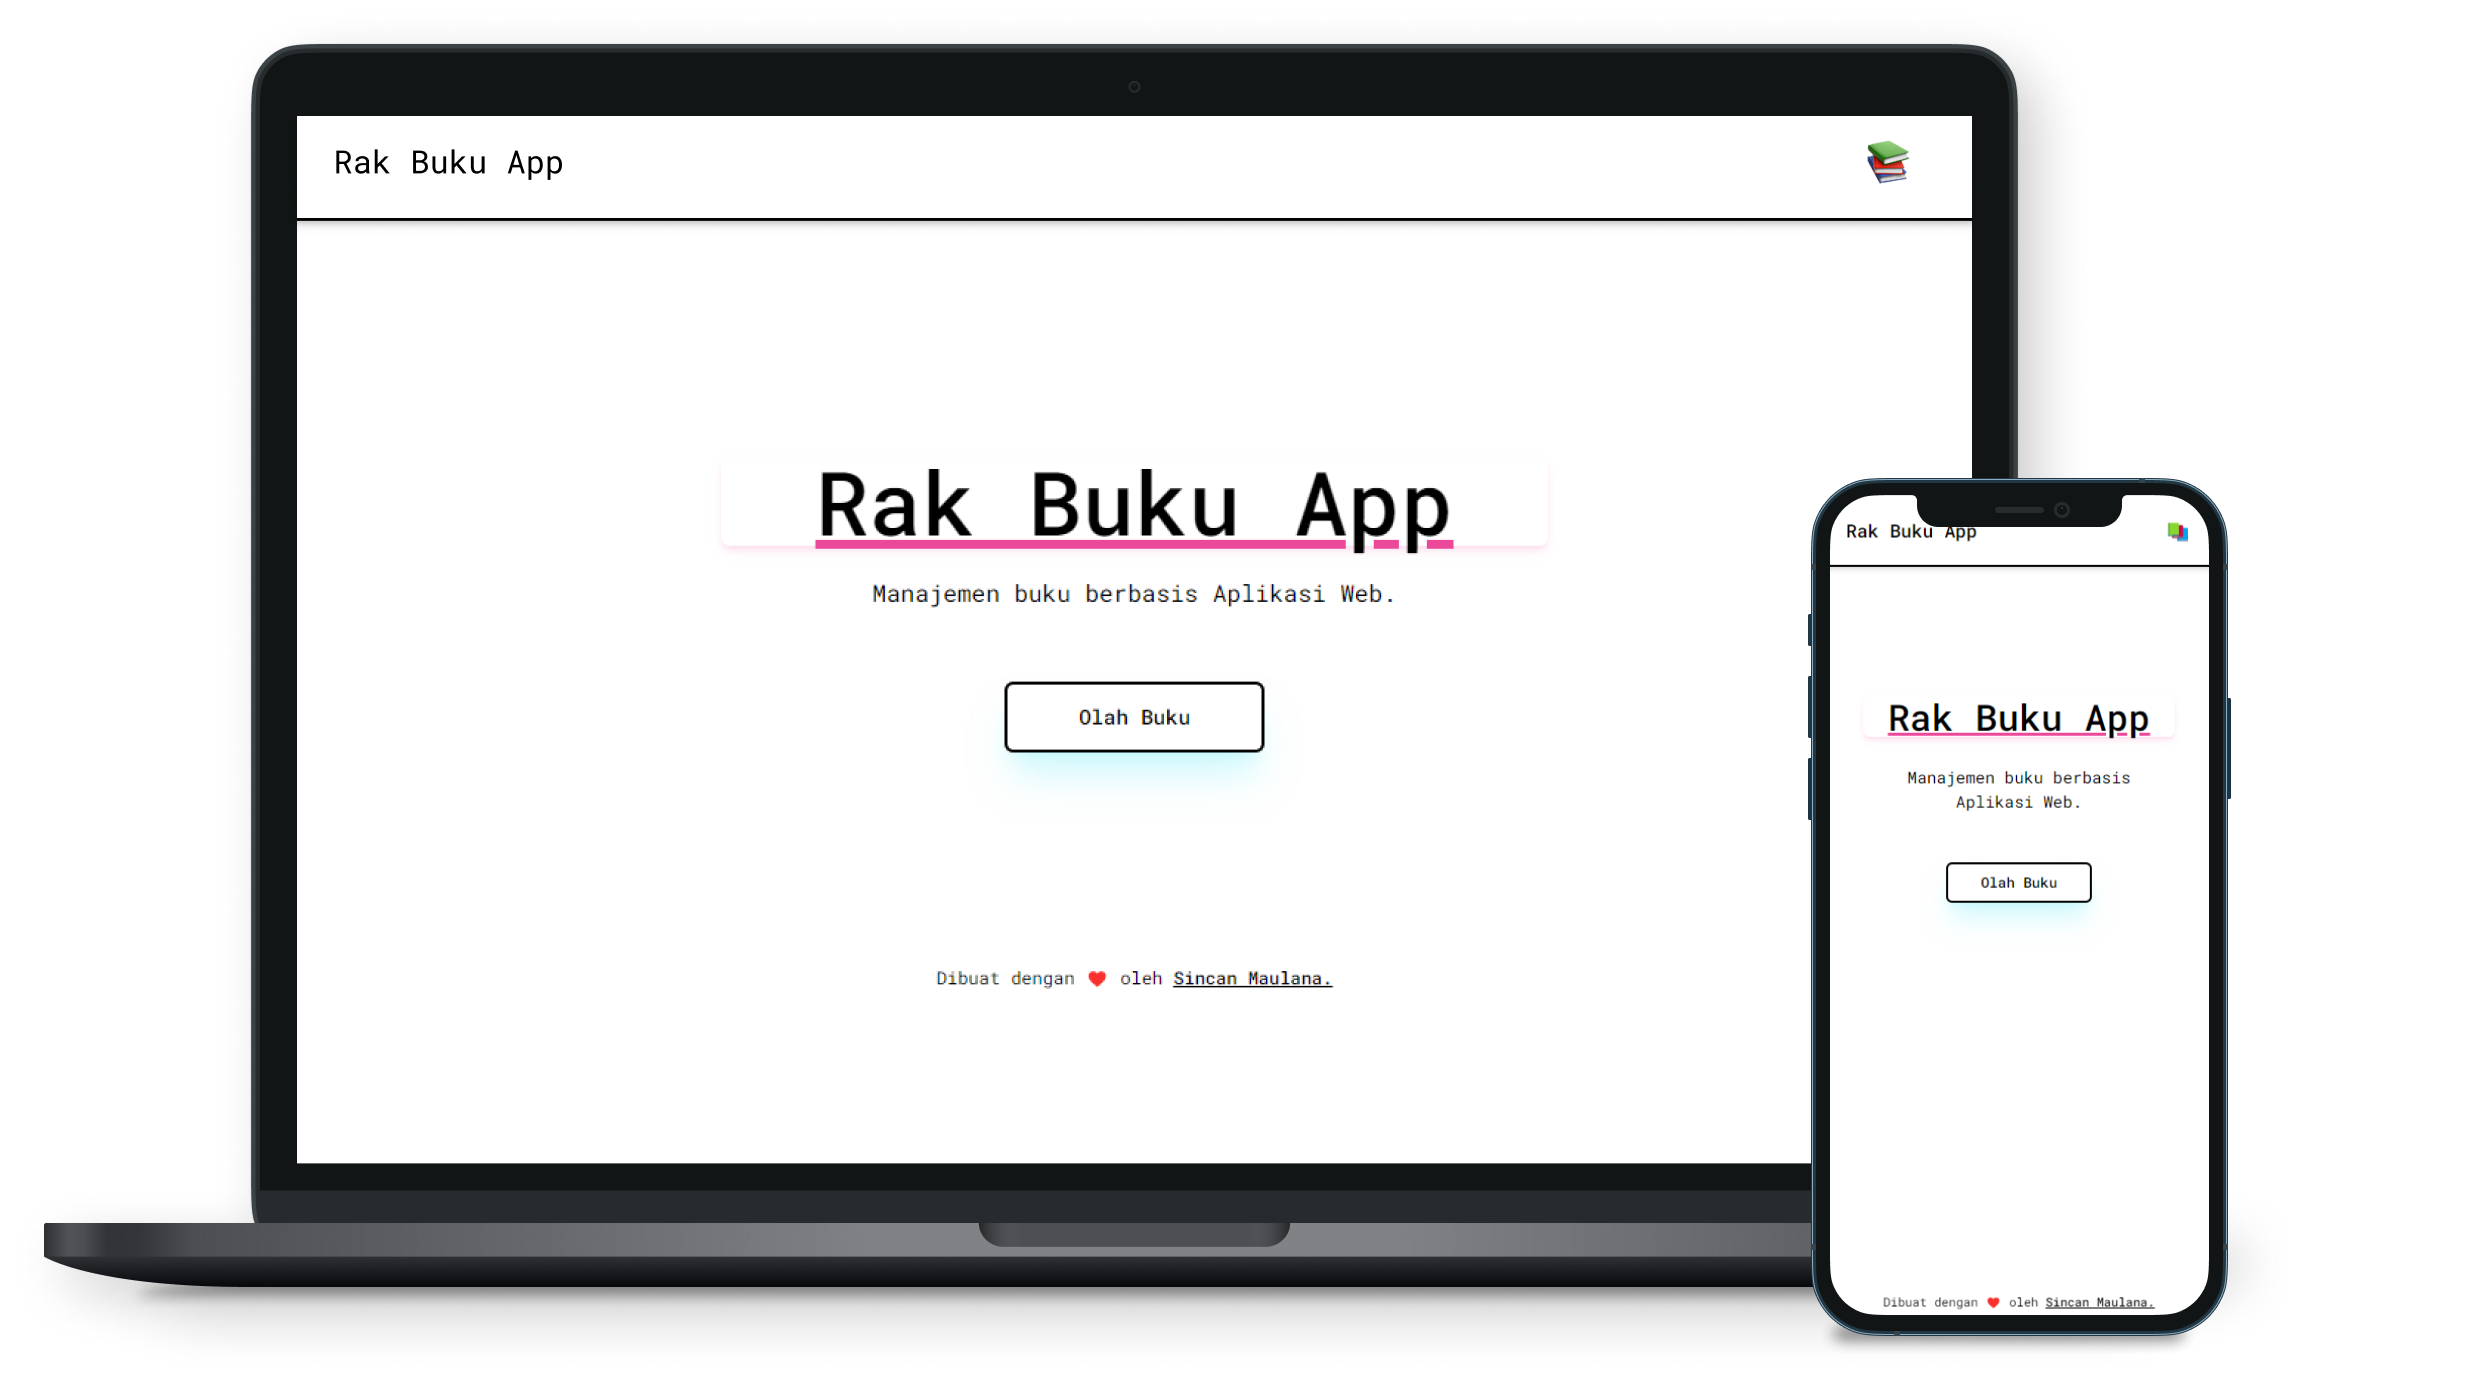 Rak Buku App
Rak Buku App
Manajemen buku berbasis Aplikasi Web.
Olah Buku
Dibuat dengan ❤️ oleh Sincan Maulana.
Rak Buku App
Rak Buku App
Manajemen buku berbasis
Aplikasi Web.
Olah Buku
Dibuat dengan ❤️ oleh Sincan Maulana.